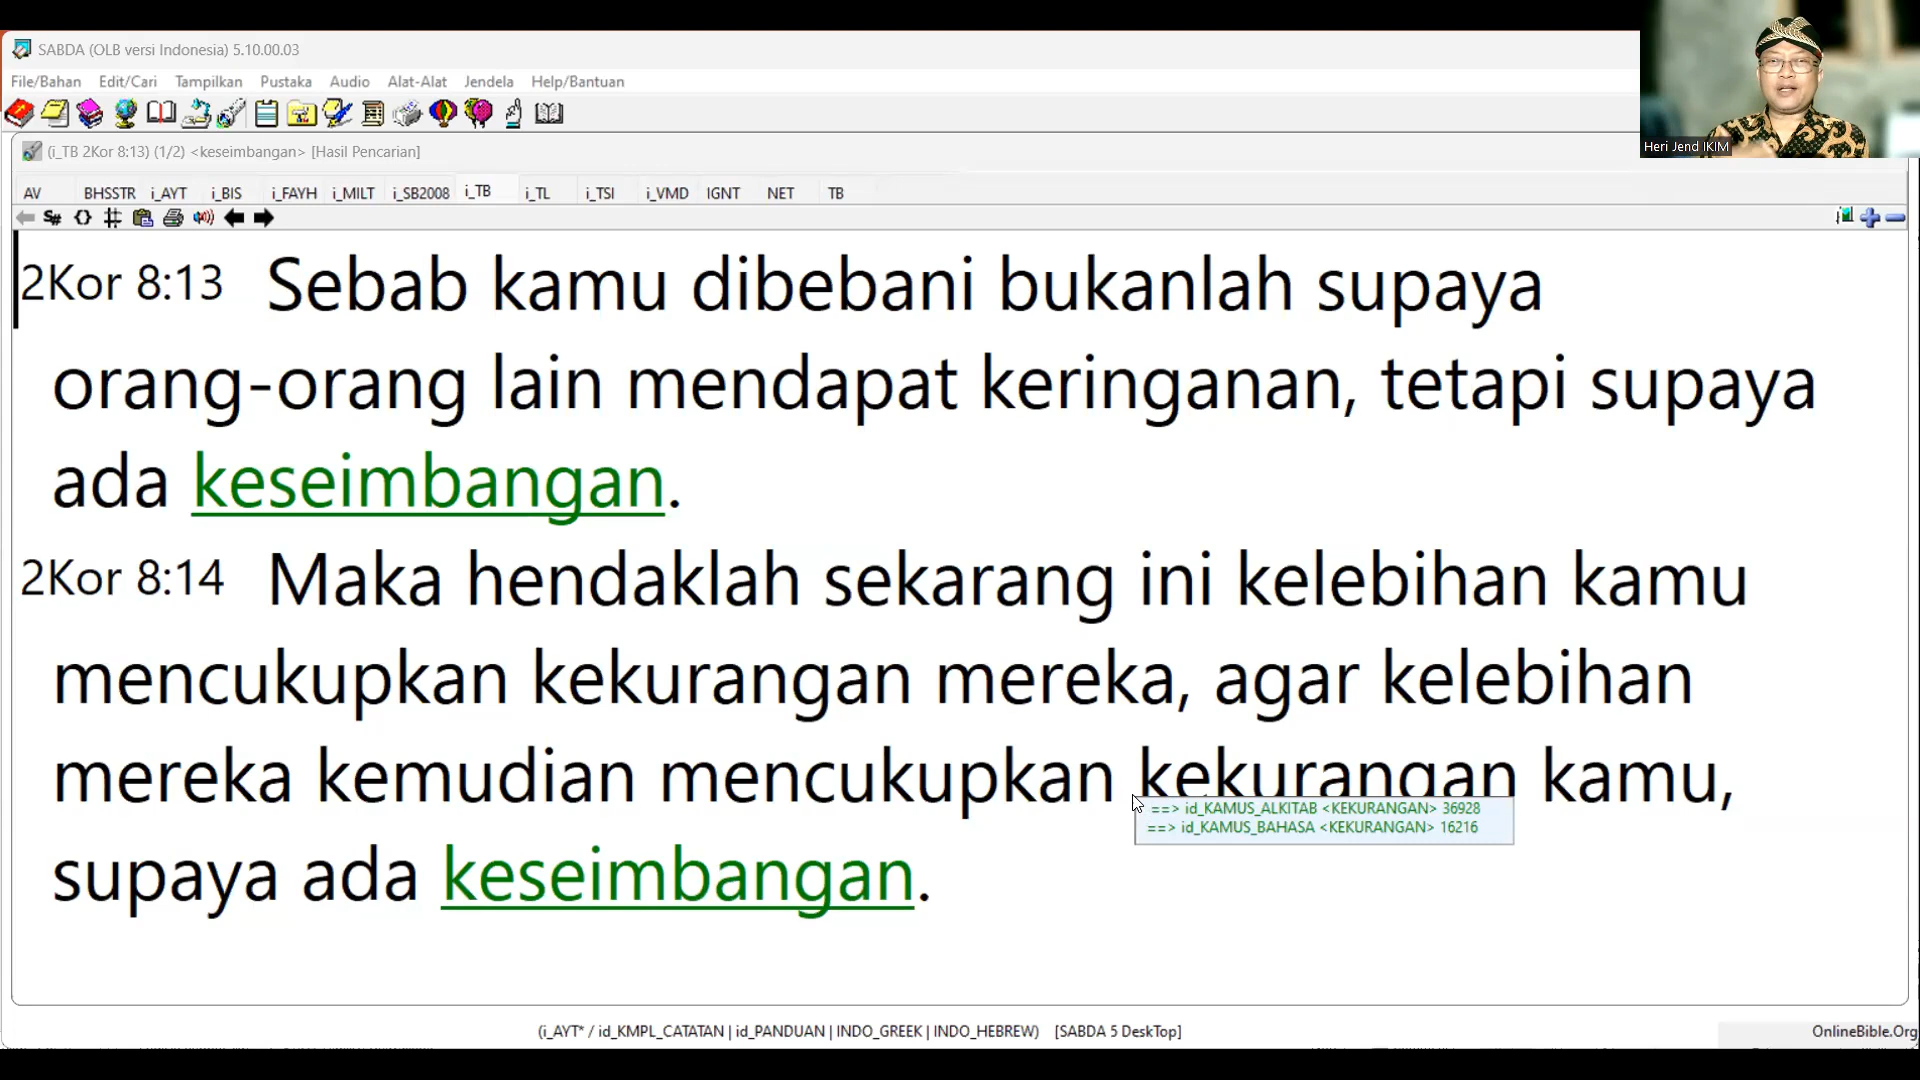 SABDA (OLB versi Indonesia) 5.10.00.03
File/Bahan Edit/Cari Tampilkan Pustaka Audio Alat-Alat Jendela Help/Bantuan
Heri Jend IKIM
(i_TB 2Kor 8:13) (1/2) <keseimbangan> [Hasil Pencarian]
AV BHSSTR i_AYT i_BIS i_FAYH i_MILT i_SB2008 i_TB i_TL i_TSI i_VMD IGNT NET TB
2Kor 8:13 Sebab kamu dibebani bukanlah supaya
orang-orang lain mendapat keringanan, tetapi supaya
ada keseimbangan.
2Kor 8:14 Maka hendaklah sekarang ini kelebihan kamu
mencukupkan kekurangan mereka, agar kelebihan
mereka kemudian mencukupkan kekurangan kamu,
==> id_KAMUS_ALKITAB <KEKURANGAN> 36928
==> id_KAMUS_BAHASA <KEKURANGAN> 16216
supaya ada keseimbangan.
(i_AYT* / id_KMPL_CATATAN | id_PANDUAN | INDO_GREEK | INDO_HEBREW) [SABDA 5 DeskTop]
OnlineBible.Org